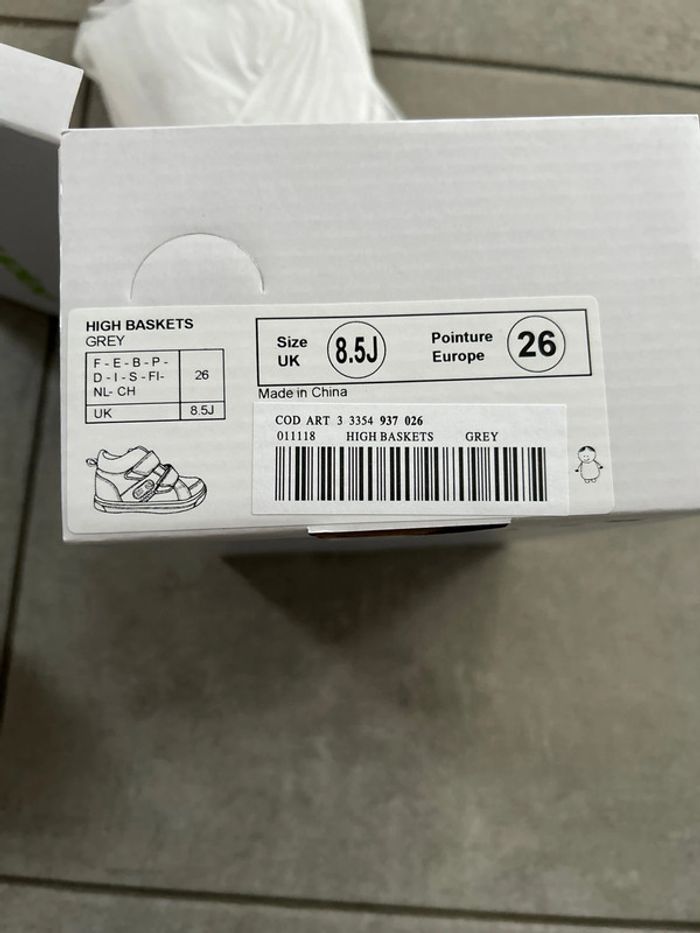 HIGH BASKETS
GREY
F - E - B - P -
D - I - S - FI-
NL- CH
26
UK
8.5J
Size
UK
8.5J
Pointure
Europe
26
Made in China
COD ART 3 3354 937 026
011118 HIGH BASKETS GREY